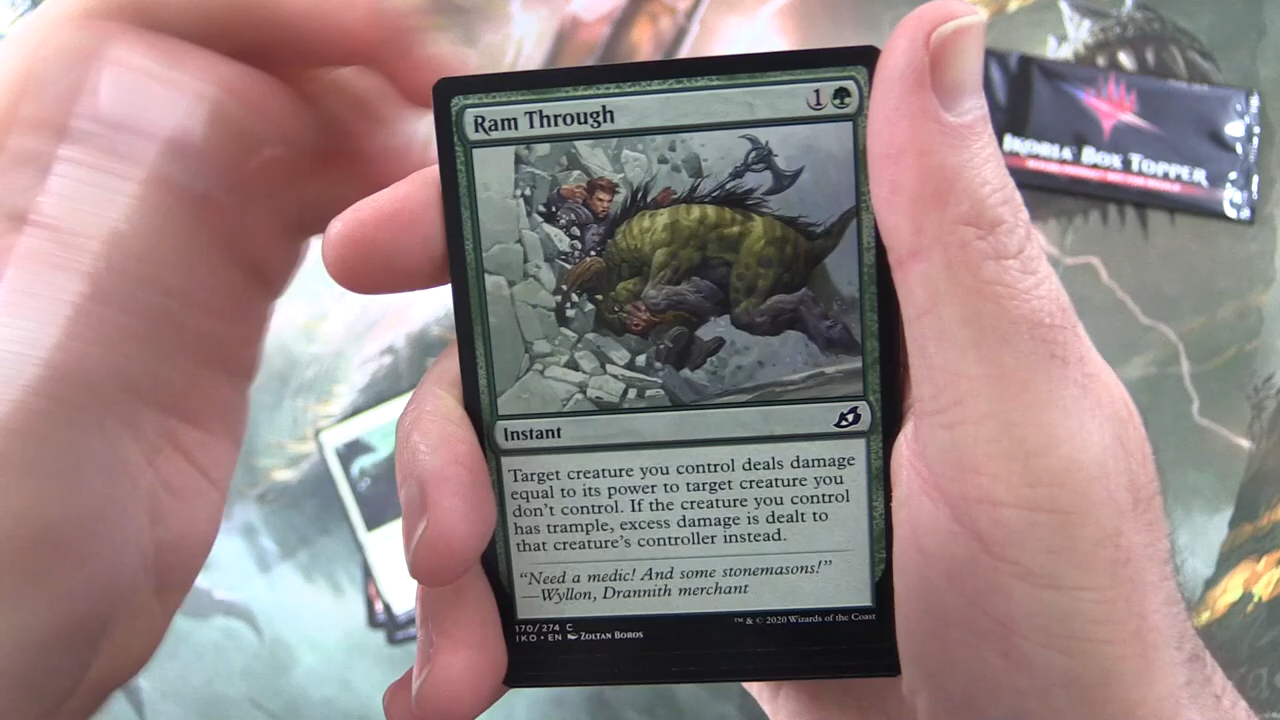 Ram Through 1
Instant
Target creature you control deals damage
equal to its power to target creature you
don't control. If the creature you control
has trample, excess damage is dealt to
that creature's controller instead.
"Need a medic! And some stonemasons!"
—Wyllon, Drannith merchant
170/274 C
IKO • EN Zoltan Boros
™ & © 2020 Wizards of the Coast
Ikoria Box Topper